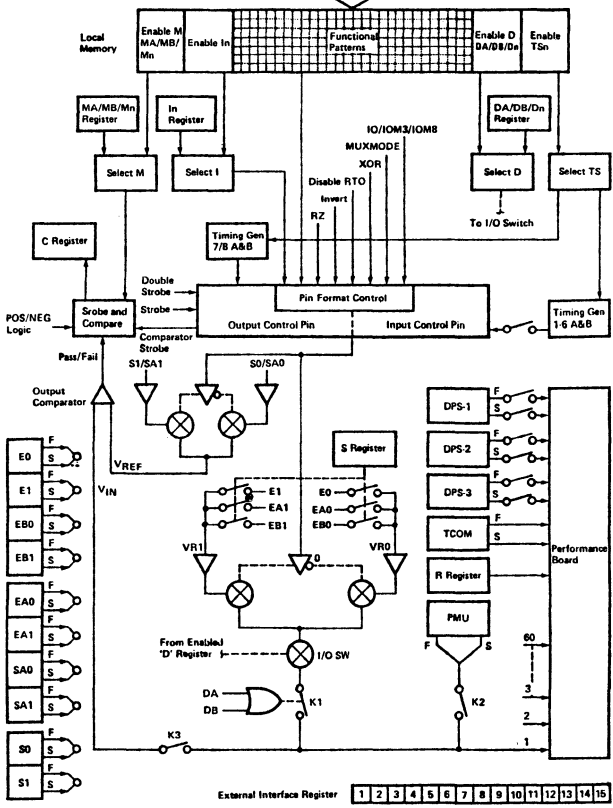 Local
Memory
Enable M
MA/MB/
Mn
Enable In
Functional
Patterns
Enable D
DA/DB/Dn
Enable
TSn
MA/MB/Mn
Register
In
Register
DA/DB/Dn
Register
IO/IOM3/IOM8
MUXMODE
XOR
Disable RTO
Invert
RZ
Select M
Select I
Select D
Select TS
To I/O Switch
C Register
Timing Gen
7/8 A&B
Double
Strobe
Strobe
Pin Format Control
Output Control Pin
Input Control Pin
Timing Gen
1-6 A&B
POS/NEG
Logic
Srobe and
Compare
Comparator
Strobe
Pass/Fail
S1/SA1
S0/SA0
Output
Comparator
VREF
VIN
S Register
E1
EA1
EB1
E0
EA0
EB0
VR1
0
VR0
E0
F
S
E1
F
S
EB0
F
S
EB1
F
S
EA0
F
S
EA1
F
S
SA0
F
S
SA1
F
S
S0
F
S
S1
F
S
DPS-1
F
S
DPS-2
F
S
DPS-3
F
S
TCOM
F
S
R Register
Performance
Board
PMU
F
S
60
3
2
1
From Enabled
'D' Register
I/O SW
DA
DB
K1
K2
K3
External Interface Register
1 2 3 4 5 6 7 8 9 10 11 12 13 14 15